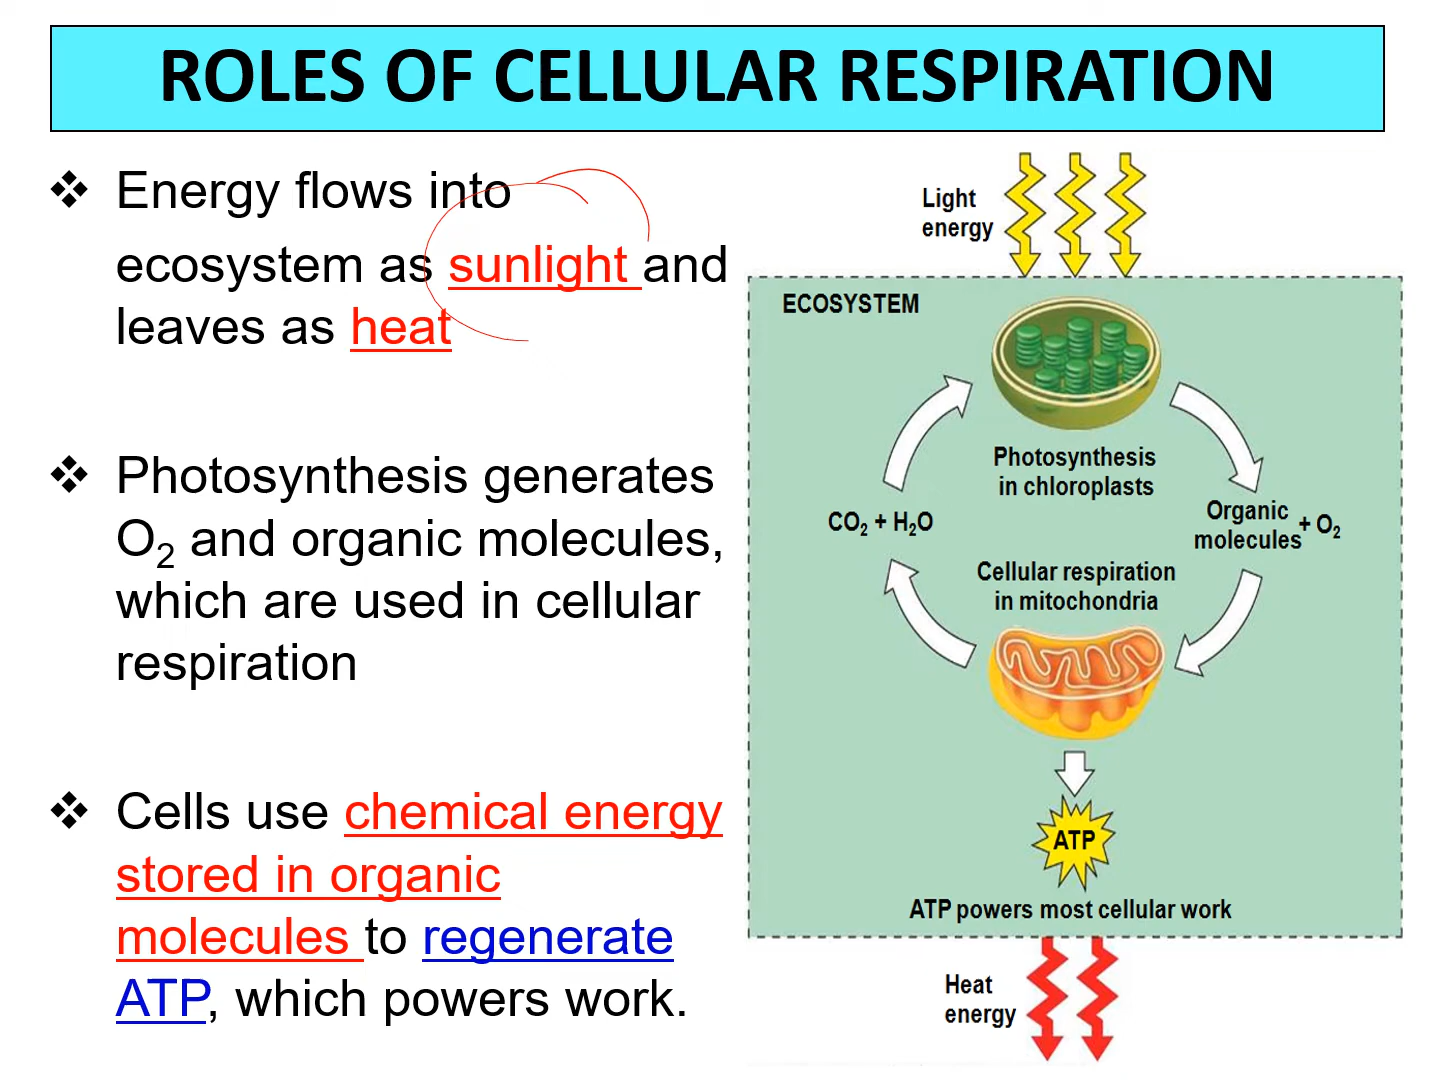 ROLES OF CELLULAR RESPIRATION
❖ Energy flows into
ecosystem as sunlight and
leaves as heat
❖ Photosynthesis generates
O₂ and organic molecules,
which are used in cellular
respiration
❖ Cells use chemical energy
stored in organic
molecules to regenerate
ATP, which powers work.
Light
energy
ECOSYSTEM
Photosynthesis
in chloroplasts
CO₂ + H₂O
Organic
molecules + O₂
Cellular respiration
in mitochondria
ATP
ATP powers most cellular work
Heat
energy